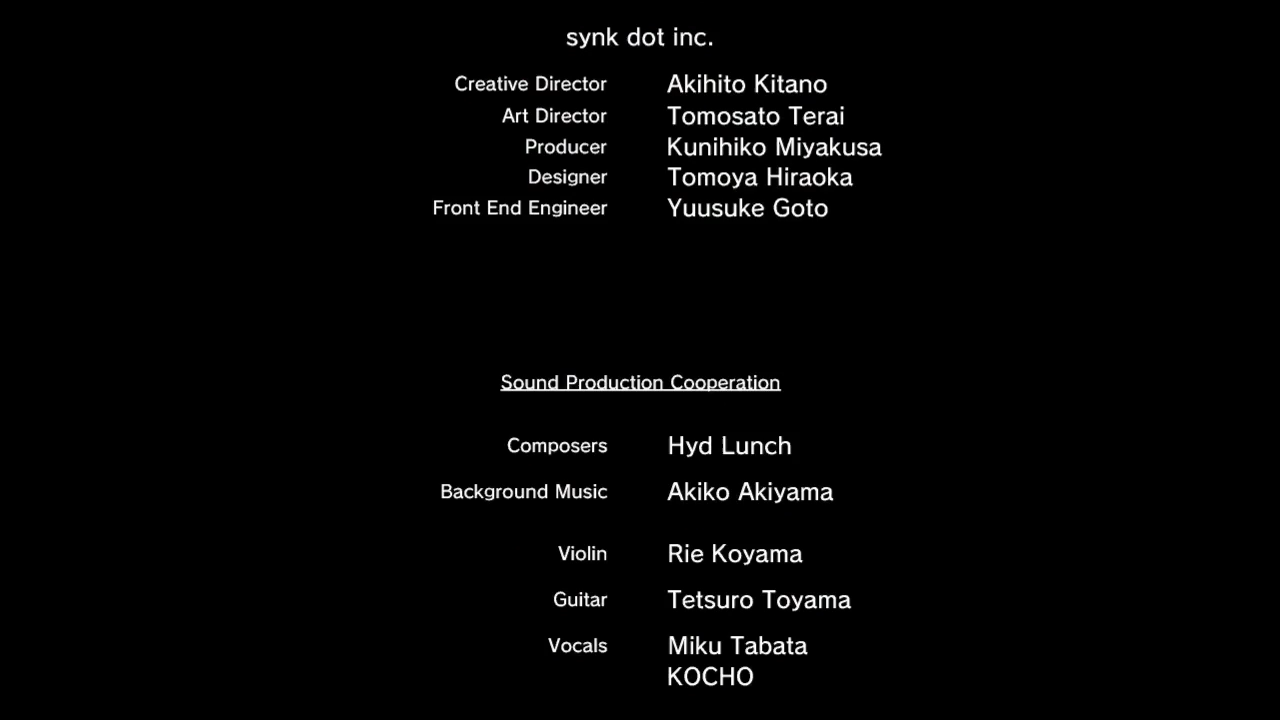 synk dot inc.
Creative Director Akihito Kitano
Art Director Tomosato Terai
Producer Kunihiko Miyakusa
Designer Tomoya Hiraoka
Front End Engineer Yuusuke Goto
Sound Production Cooperation
Composers Hyd Lunch
Background Music Akiko Akiyama
Violin Rie Koyama
Guitar Tetsuro Toyama
Vocals Miku Tabata
KOCHO